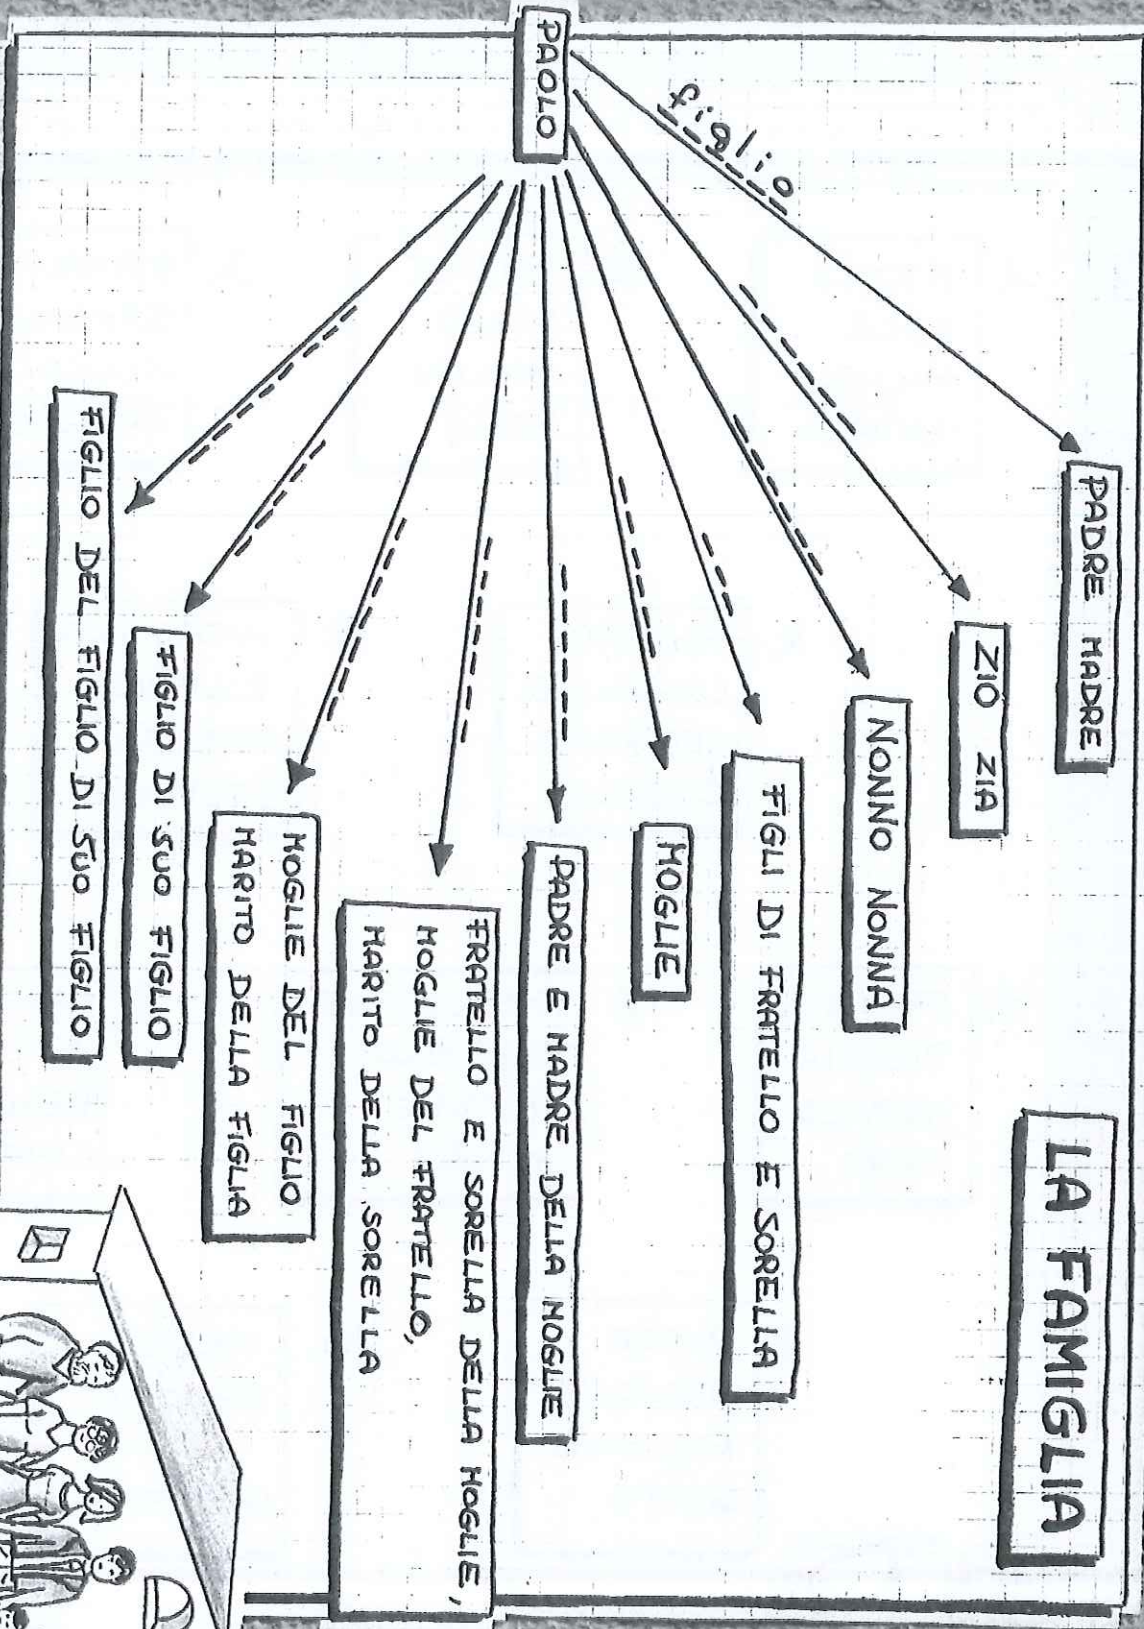 LA FAMIGLIA
PAOLO
figlio
PADRE MADRE
ZIO ZIA
NONNO NONNA
FIGLI DI FRATELLO E SORELLA
MOGLIE
PADRE E MADRE DELLA MOGLIE
FRATELLO E SORELLA DELLA MOGLIE,
MOGLIE DEL FRATELLO,
MARITO DELLA SORELLA
MOGLIE DEL FIGLIO
MARITO DELLA FIGLIA
FIGLIO DI SUO FIGLIO
FIGLIO DEL FIGLIO DI SUO FIGLIO